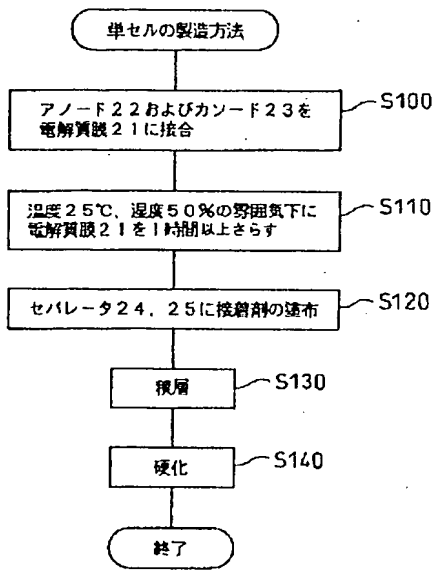 単セルの製造方法
アノード22およびカソード23を
電解質膜21に接合
S100
温度25℃、湿度50%の雰囲気下に
電解質膜21を1時間以上さらす
S110
セパレータ24，25に接着剤の塗布
S120
積層
S130
硬化
S140
終了